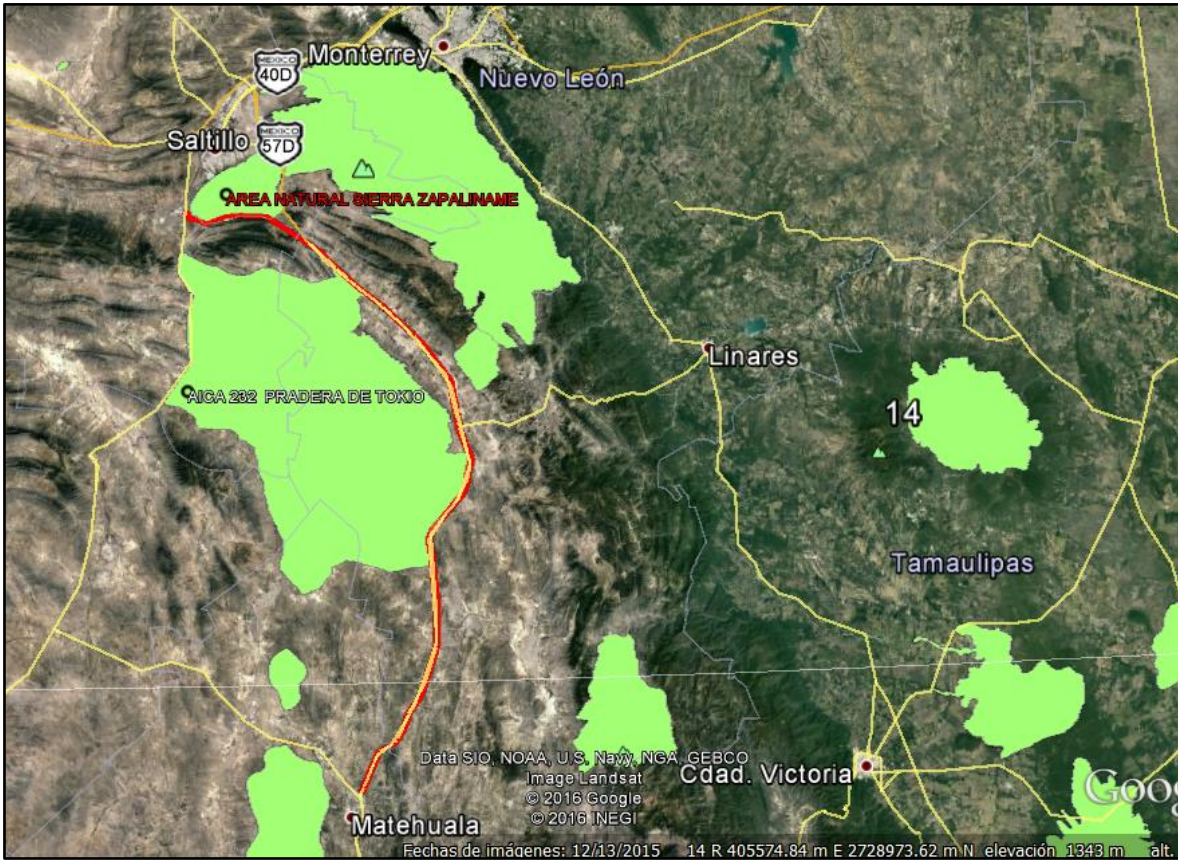 Monterrey
MEXICO
40D
Nuevo León
Saltillo
MEXICO
57D
AREA NATURAL SIERRA ZAPALINAME
Linares
AICA 232 PRADERA DE TOKIO
14
Tamaulipas
Data SIO, NOAA, U.S. Navy, NGA, GEBCO
Image Landsat
© 2016 Google
© 2016 INEGI
Cdad. Victoria
Goog
Matehuala
Fechas de imágenes: 12/13/2015 14 R 405574.84 m E 2728973.62 m N elevación 1343 m alt.